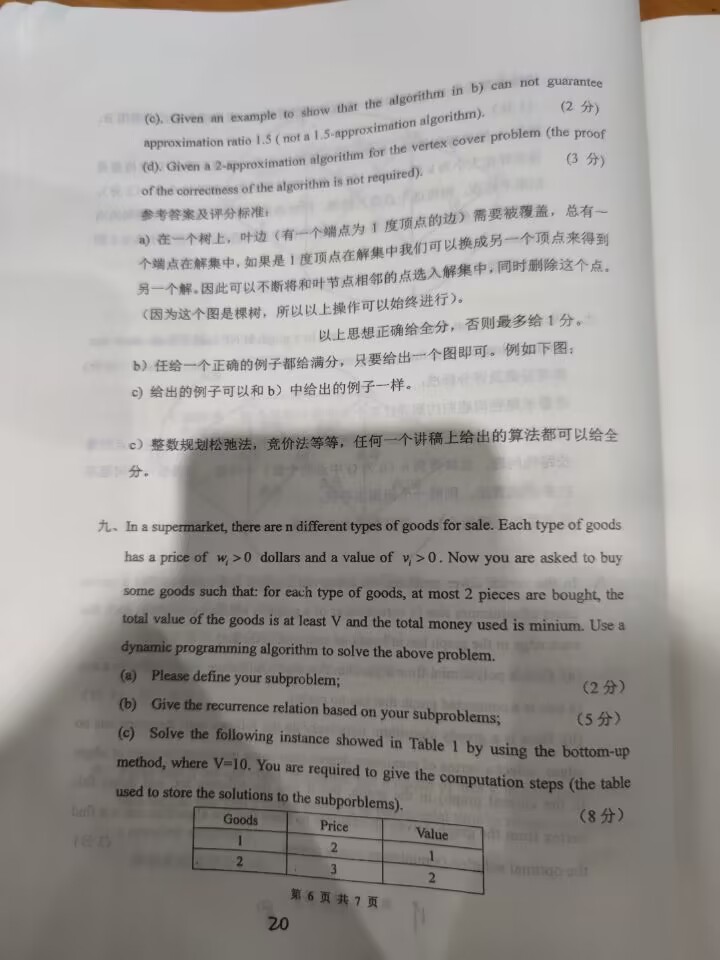 (c). Given an example to show that the algorithm in b) can not guarantee
approximation ratio 1.5 ( not a 1.5-approximation algorithm). (2 分)
(d). Given a 2-approximation algorithm for the vertex cover problem (the proof
of the correctness of the algorithm is not required). (3 分)
参考答案及评分标准:
a) 在一个树上,叶边(有一个端点为 1 度顶点的边)需要被覆盖,总有一
个端点在解集中,如果是 1 度顶点在解集中我们可以换成另一个顶点来得到
另一个解。因此可以不断将和叶节点相邻的点选入解集中,同时删除这个点。
(因为这个图是棵树,所以以上操作可以始终进行)。
以上思想正确给全分,否则最多给 1 分。
b)任给一个正确的例子都给满分,只要给出一个图即可。例如下图:
c) 给出的例子可以和 b)中给出的例子一样。
c)整数规划松弛法,竞价法等等,任何一个讲稿上给出的算法都可以给全
分。
九、In a supermarket, there are n different types of goods for sale. Each type of goods
has a price of wᵢ > 0 dollars and a value of vᵢ > 0 . Now you are asked to buy
some goods such that: for each type of goods, at most 2 pieces are bought, the
total value of the goods is at least V and the total money used is minium. Use a
dynamic programming algorithm to solve the above problem.
(a) Please define your subproblem; (2 分)
(b) Give the recurrence relation based on your subproblems; (5 分)
(c) Solve the following instance showed in Table 1 by using the bottom-up
method, where V=10. You are required to give the computation steps (the table
used to store the solutions to the subporblems). (8 分)
Goods Price Value
1 2 1
2 3 2
第 6 页 共 7 页
20